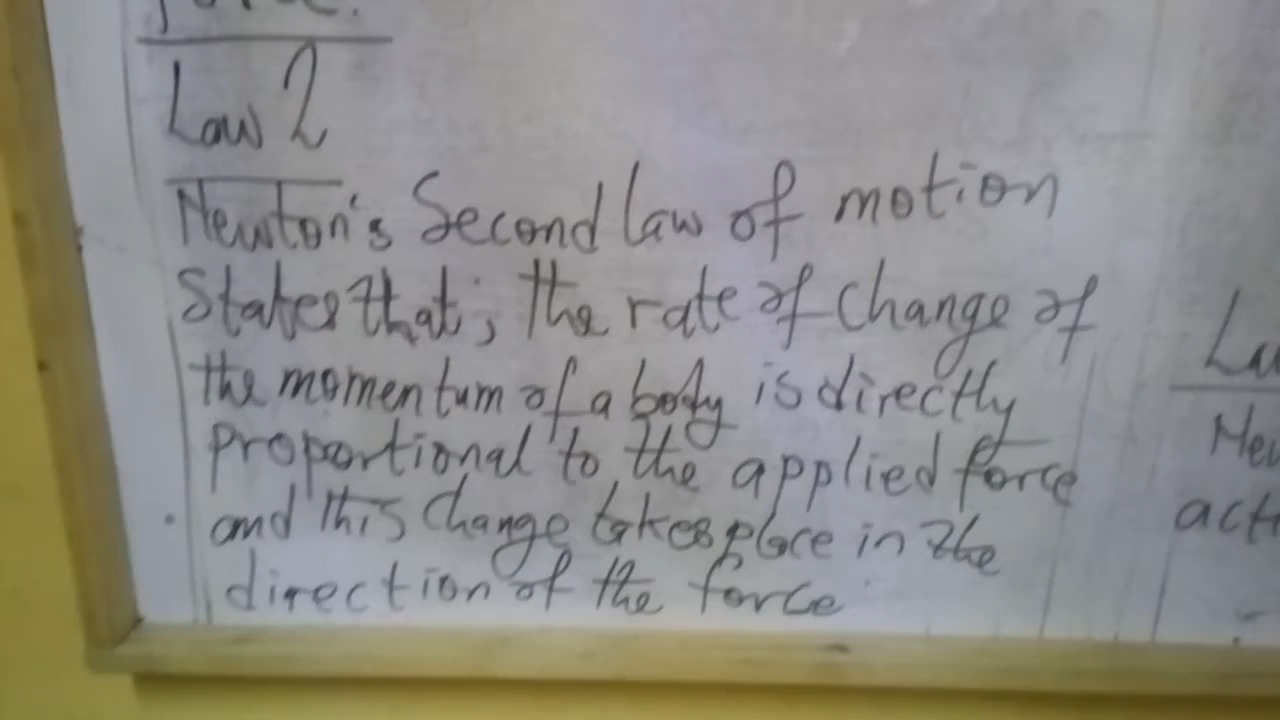 force.
Law 2
Newton's Second law of motion
States that; the rate of change of
the momentum of a body is directly
proportional to the applied force
and this change takes place in the
direction of the force